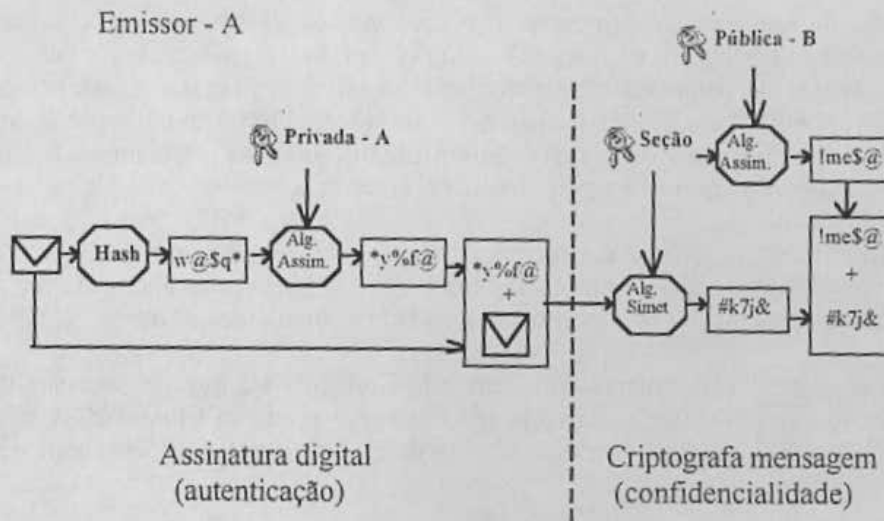 Emissor - A
Pública - B
Privada - A
Seção
Alg.
Assim.
!me$@
Hash
w@$q*
Alg.
Assim.
*y%f@
*y%f@
+
Alg.
Simet
#k7j&
!me$@
+
#k7j&
Assinatura digital
(autenticação)
Criptografa mensagem
(confidencialidade)